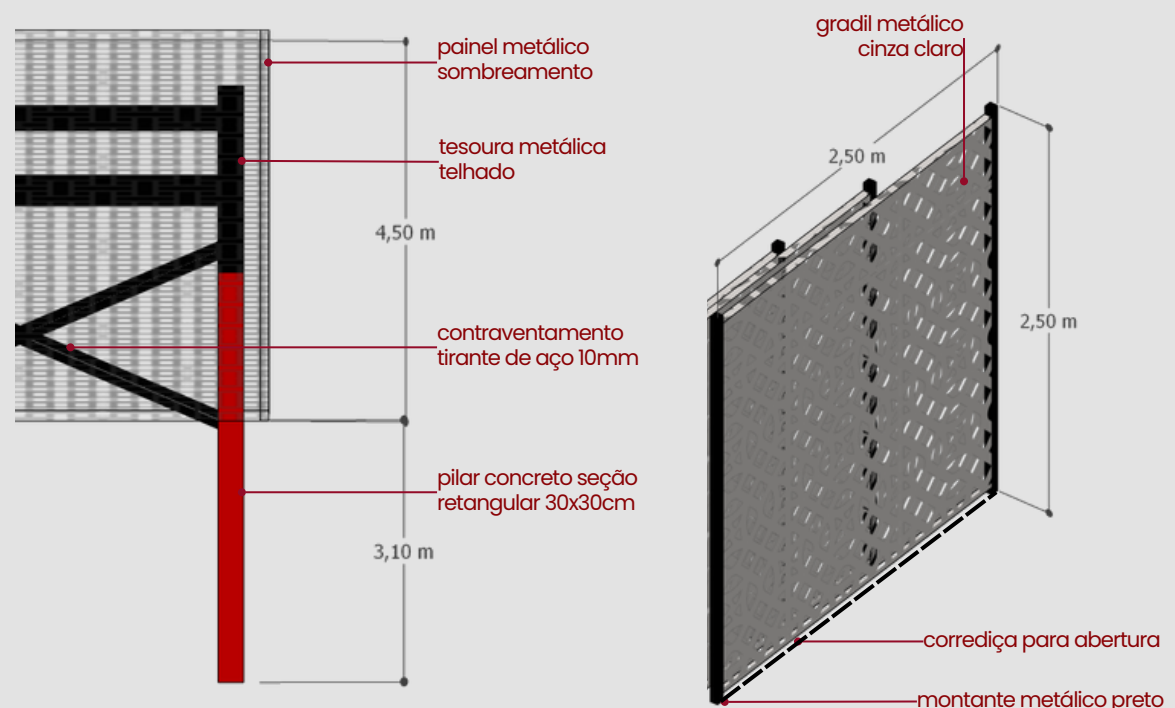 painel metálico
sombreamento
tesoura metálica
telhado
4,50 m
contraventamento
tirante de aço 10mm
pilar concreto seção
retangular 30x30cm
3,10 m
gradil metálico
cinza claro
2,50 m
2,50 m
corrediça para abertura
montante metálico preto